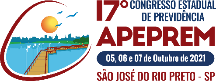 17º CONGRESSO ESTADUAL
DE PREVIDÊNCIA
APEPREM
05, 06 e 07 de Outubro de 2021
SÃO JOSÉ DO RIO PRETO - SP